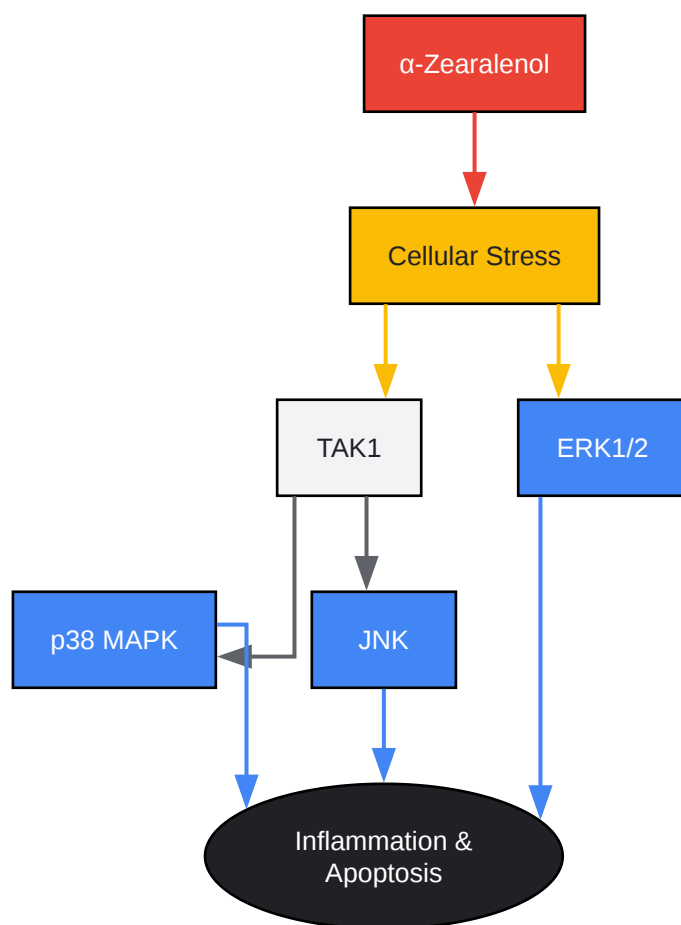 α-Zearalenol
Cellular Stress
TAK1
ERK1/2
p38 MAPK
JNK
Inflammation &
Apoptosis